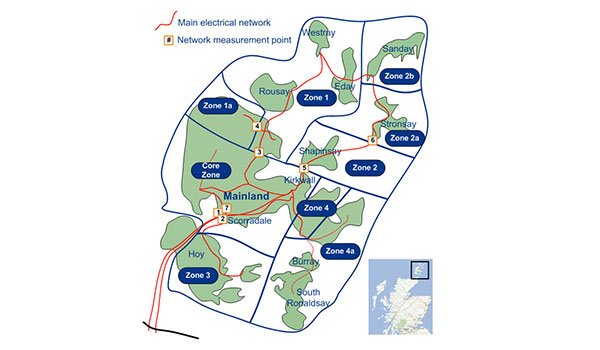 Main electrical network
# Network measurement point
Westray
Sanday
Zone 2b
Eday
Rousay
Zone 1
Zone 1a
Stronsay
4
Zone 2a
6
3
Shapinsay
5
Zone 2
Core
Zone
Kirkwall
Mainland
7
1
2
Zone 4
Scorradale
Zone 4a
Hoy
Burray
Zone 3
South
Ronaldsay